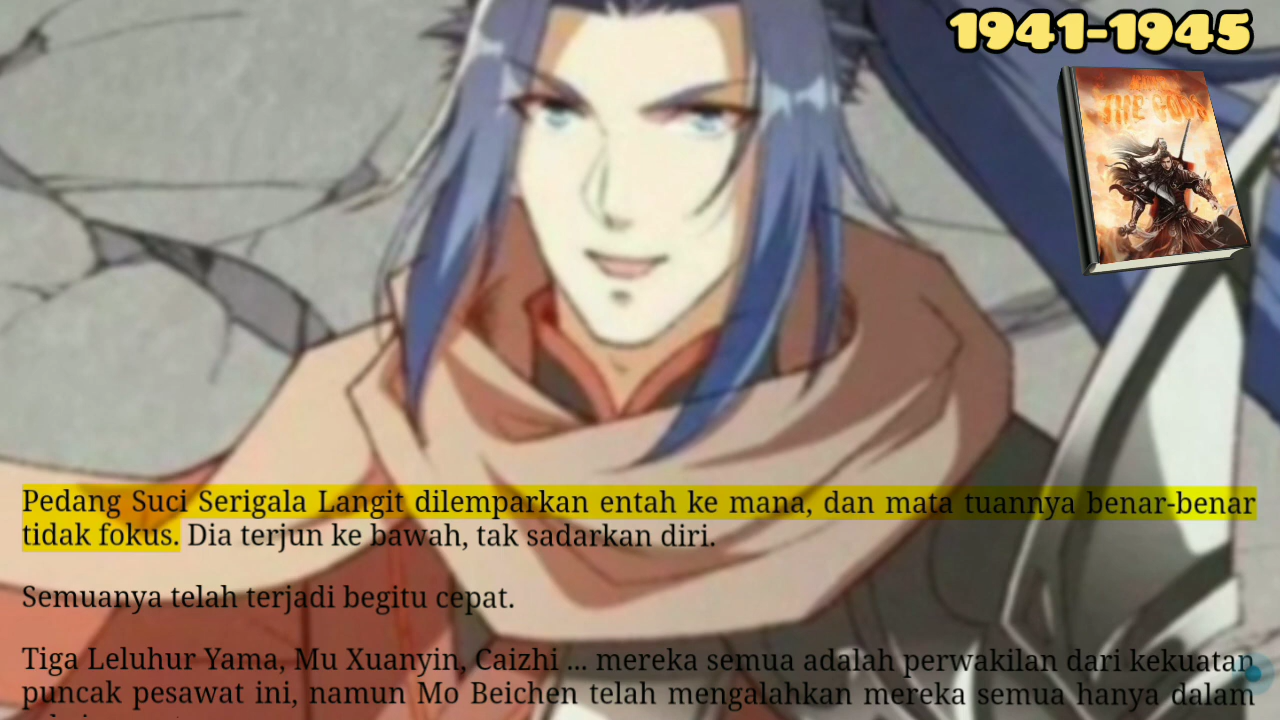 1941-1945
THE GODS
Pedang Suci Serigala Langit dilemparkan entah ke mana, dan mata tuannya benar-benar
tidak fokus. Dia terjun ke bawah, tak sadarkan diri.
Semuanya telah terjadi begitu cepat.
Tiga Leluhur Yama, Mu Xuanyin, Caizhi ... mereka semua adalah perwakilan dari kekuatan
puncak pesawat ini, namun Mo Beichen telah mengalahkan mereka semua hanya dalam